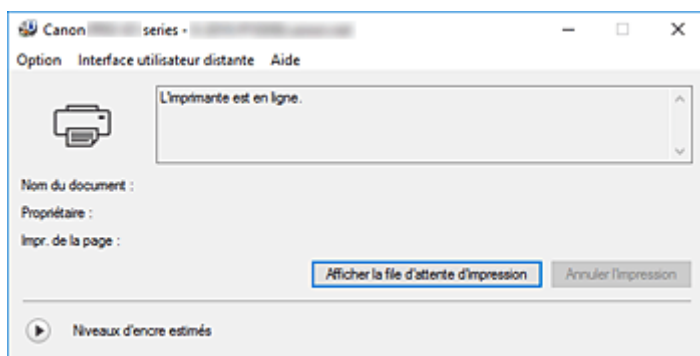 Canon series -
Option Interface utilisateur distante Aide
L'imprimante est en ligne.
Nom du document :
Propriétaire :
Impr. de la page :
Afficher la file d'attente d'impression Annuler l'impression
Niveaux d'encre estimés